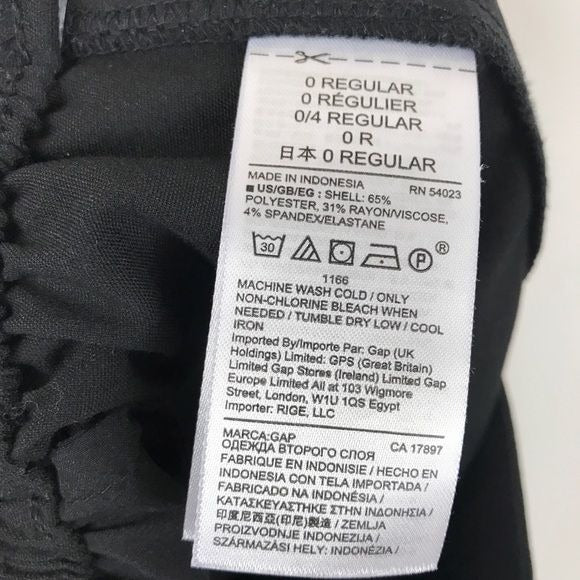 0 REGULAR
0 RÉGULIER
0/4 REGULAR
0 R
日本 0 REGULAR
MADE IN INDONESIA RN 54023
■ US/GB/EG : SHELL: 65%
POLYESTER, 31% RAYON/VISCOSE,
4% SPANDEX/ELASTANE
30 P ®
1166
MACHINE WASH COLD / ONLY
NON-CHLORINE BLEACH WHEN
NEEDED / TUMBLE DRY LOW / COOL
IRON
Imported By/Importe Par: Gap (UK
Holdings) Limited: GPS (Great Britain)
Limited Gap Stores (Ireland) Limited Gap
Europe Limited All at 103 Wigmore
Street, London, W1U 1QS Egypt
Importer: RIGE, LLC
MARCA:GAP CA 17897
ОДЕЖДА ВТОРОГО СЛОЯ
FABRIQUE EN INDONISIE / HECHO EN
INDONESIA CON TELA IMPORTADA /
FABRICADO NA INDONÉSIA /
ΚΑΤΑΣΚΕΥΑΣΤΗΚΕ ΣΤΗΝ ΙΝΔΟΝΗΣΙΑ /
印度尼西亞(印尼)製造 / ZEMLJA
PROIZVODNJE INDONEZIJA /
SZÁRMAZÁSI HELY: INDONÉZIA /